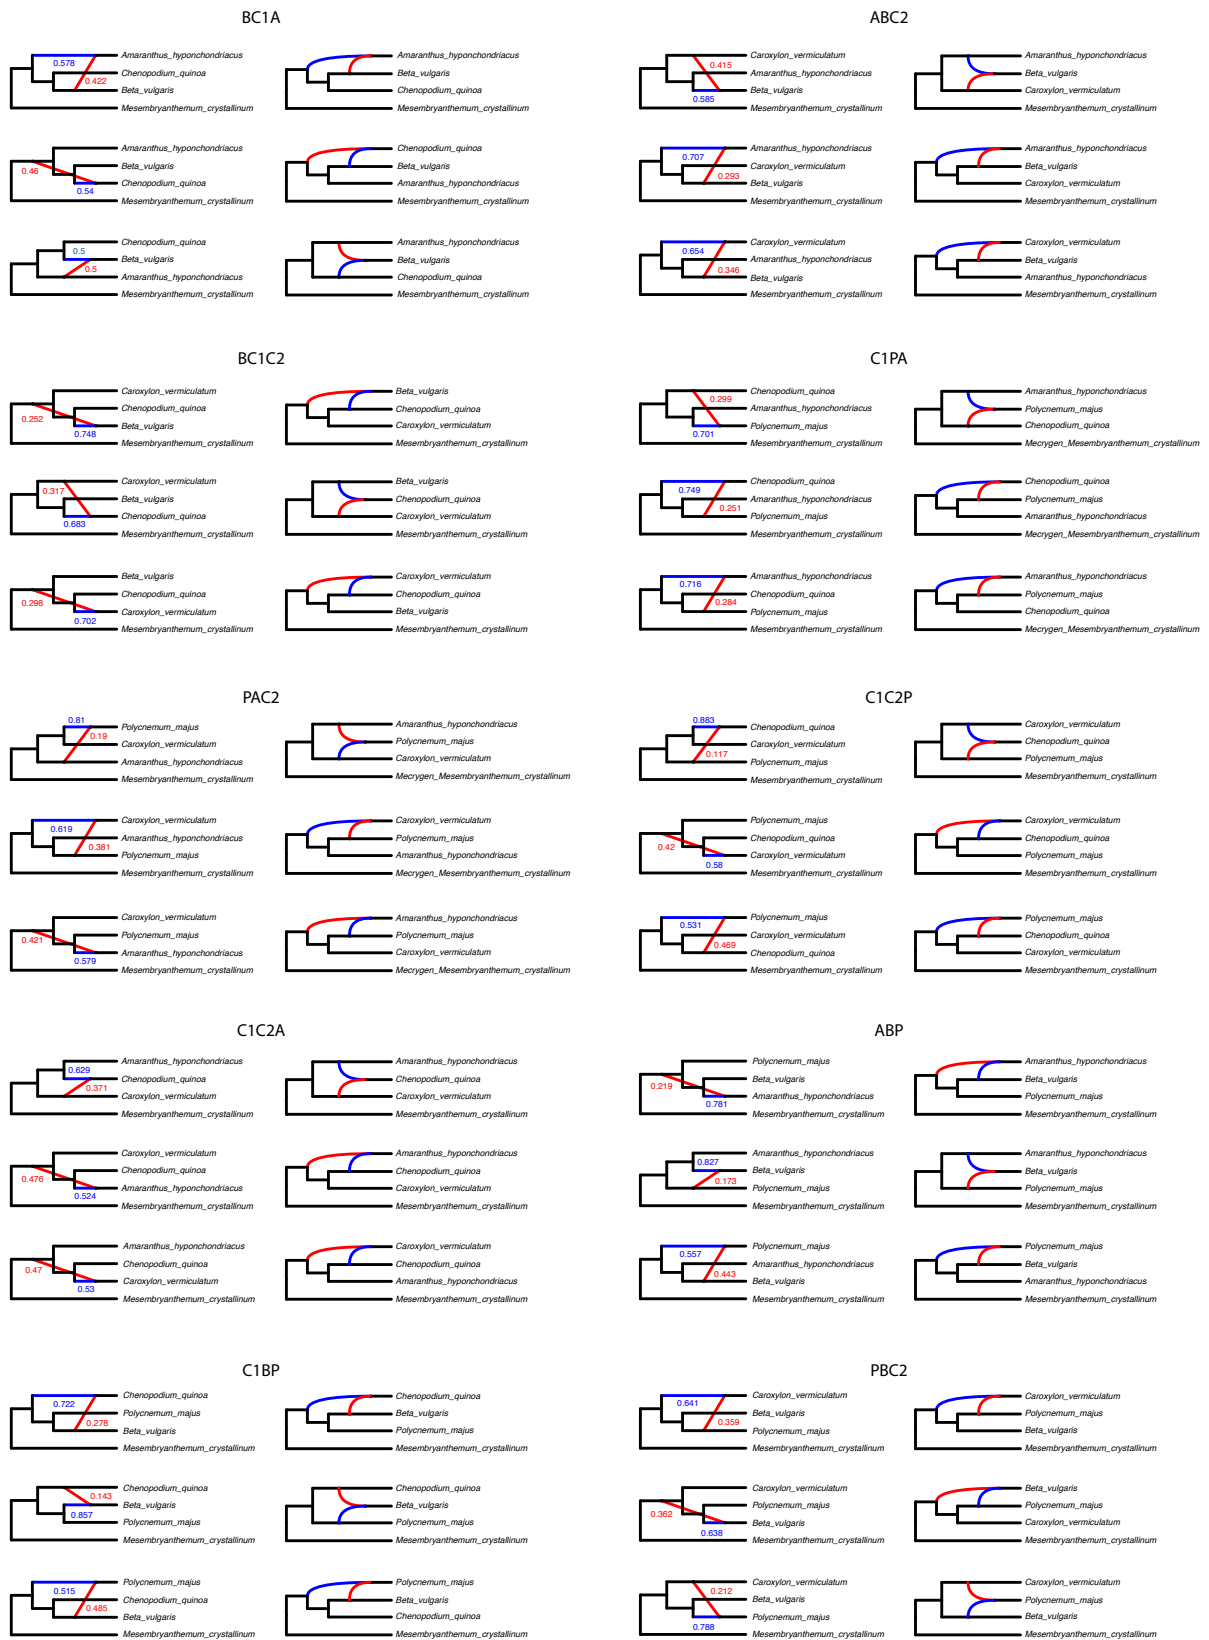 BC1A
Amaranthus_hyponchondriacus
0.578
Chenopodium_quinoa
0.422
Beta_vulgaris
Mesembryanthemum_crystallinum
Amaranthus_hyponchondriacus
Beta_vulgaris
Chenopodium_quinoa
Mesembryanthemum_crystallinum
Amaranthus_hyponchondriacus
Beta_vulgaris
0.46
Chenopodium_quinoa
0.54
Mesembryanthemum_crystallinum
Chenopodium_quinoa
Beta_vulgaris
Amaranthus_hyponchondriacus
Mesembryanthemum_crystallinum
Chenopodium_quinoa
0.5
Beta_vulgaris
0.5
Amaranthus_hyponchondriacus
Mesembryanthemum_crystallinum
Amaranthus_hyponchondriacus
Beta_vulgaris
Chenopodium_quinoa
Mesembryanthemum_crystallinum
ABC2
Caroxylon_vermiculatum
0.415
Amaranthus_hyponchondriacus
Beta_vulgaris
0.585
Mesembryanthemum_crystallinum
Amaranthus_hyponchondriacus
Beta_vulgaris
Caroxylon_vermiculatum
Mesembryanthemum_crystallinum
Amaranthus_hyponchondriacus
0.707
Caroxylon_vermiculatum
0.293
Beta_vulgaris
Mesembryanthemum_crystallinum
Amaranthus_hyponchondriacus
Beta_vulgaris
Caroxylon_vermiculatum
Mesembryanthemum_crystallinum
Caroxylon_vermiculatum
0.654
Amaranthus_hyponchondriacus
0.346
Beta_vulgaris
Mesembryanthemum_crystallinum
Caroxylon_vermiculatum
Beta_vulgaris
Amaranthus_hyponchondriacus
Mesembryanthemum_crystallinum
BC1C2
Caroxylon_vermiculatum
Chenopodium_quinoa
0.252
Beta_vulgaris
0.748
Mesembryanthemum_crystallinum
Beta_vulgaris
Chenopodium_quinoa
Caroxylon_vermiculatum
Mesembryanthemum_crystallinum
Caroxylon_vermiculatum
0.317
Beta_vulgaris
Chenopodium_quinoa
0.683
Mesembryanthemum_crystallinum
Beta_vulgaris
Chenopodium_quinoa
Caroxylon_vermiculatum
Mesembryanthemum_crystallinum
Beta_vulgaris
Chenopodium_quinoa
0.298
Caroxylon_vermiculatum
0.702
Mesembryanthemum_crystallinum
Caroxylon_vermiculatum
Chenopodium_quinoa
Beta_vulgaris
Mesembryanthemum_crystallinum
C1PA
Chenopodium_quinoa
0.299
Amaranthus_hyponchondriacus
Polycnemum_majus
0.701
Mesembryanthemum_crystallinum
Amaranthus_hyponchondriacus
Polycnemum_majus
Chenopodium_quinoa
Mecrygen_Mesembryanthemum_crystallinum
Chenopodium_quinoa
0.749
Amaranthus_hyponchondriacus
0.251
Polycnemum_majus
Mesembryanthemum_crystallinum
Chenopodium_quinoa
Polycnemum_majus
Amaranthus_hyponchondriacus
Mecrygen_Mesembryanthemum_crystallinum
Amaranthus_hyponchondriacus
0.716
Chenopodium_quinoa
0.284
Polycnemum_majus
Mesembryanthemum_crystallinum
Amaranthus_hyponchondriacus
Polycnemum_majus
Chenopodium_quinoa
Mecrygen_Mesembryanthemum_crystallinum
PAC2
0.81
Polycnemum_majus
0.19
Caroxylon_vermiculatum
Amaranthus_hyponchondriacus
Mesembryanthemum_crystallinum
Amaranthus_hyponchondriacus
Polycnemum_majus
Caroxylon_vermiculatum
Mecrygen_Mesembryanthemum_crystallinum
Caroxylon_vermiculatum
0.619
Amaranthus_hyponchondriacus
0.381
Polycnemum_majus
Mesembryanthemum_crystallinum
Caroxylon_vermiculatum
Polycnemum_majus
Amaranthus_hyponchondriacus
Mecrygen_Mesembryanthemum_crystallinum
Caroxylon_vermiculatum
Polycnemum_majus
0.421
Amaranthus_hyponchondriacus
0.579
Mesembryanthemum_crystallinum
Amaranthus_hyponchondriacus
Polycnemum_majus
Caroxylon_vermiculatum
Mecrygen_Mesembryanthemum_crystallinum
C1C2P
0.883
Chenopodium_quinoa
Caroxylon_vermiculatum
0.117
Polycnemum_majus
Mesembryanthemum_crystallinum
Caroxylon_vermiculatum
Chenopodium_quinoa
Polycnemum_majus
Mesembryanthemum_crystallinum
Polycnemum_majus
Chenopodium_quinoa
0.42
Caroxylon_vermiculatum
0.58
Mesembryanthemum_crystallinum
Caroxylon_vermiculatum
Chenopodium_quinoa
Polycnemum_majus
Mesembryanthemum_crystallinum
Polycnemum_majus
0.531
Caroxylon_vermiculatum
0.469
Chenopodium_quinoa
Mesembryanthemum_crystallinum
Polycnemum_majus
Chenopodium_quinoa
Caroxylon_vermiculatum
Mesembryanthemum_crystallinum
C1C2A
Amaranthus_hyponchondriacus
0.629
Chenopodium_quinoa
0.371
Caroxylon_vermiculatum
Mesembryanthemum_crystallinum
Amaranthus_hyponchondriacus
Chenopodium_quinoa
Caroxylon_vermiculatum
Mesembryanthemum_crystallinum
Caroxylon_vermiculatum
Chenopodium_quinoa
0.476
Amaranthus_hyponchondriacus
0.524
Mesembryanthemum_crystallinum
Amaranthus_hyponchondriacus
Chenopodium_quinoa
Caroxylon_vermiculatum
Mesembryanthemum_crystallinum
Amaranthus_hyponchondriacus
Chenopodium_quinoa
0.47
Caroxylon_vermiculatum
0.53
Mesembryanthemum_crystallinum
Caroxylon_vermiculatum
Chenopodium_quinoa
Amaranthus_hyponchondriacus
Mesembryanthemum_crystallinum
ABP
Polycnemum_majus
Beta_vulgaris
0.219
Amaranthus_hyponchondriacus
0.781
Mesembryanthemum_crystallinum
Amaranthus_hyponchondriacus
Beta_vulgaris
Polycnemum_majus
Mesembryanthemum_crystallinum
Amaranthus_hyponchondriacus
0.827
Beta_vulgaris
0.173
Polycnemum_majus
Mesembryanthemum_crystallinum
Amaranthus_hyponchondriacus
Beta_vulgaris
Polycnemum_majus
Mesembryanthemum_crystallinum
Polycnemum_majus
0.557
Amaranthus_hyponchondriacus
0.443
Beta_vulgaris
Mesembryanthemum_crystallinum
Polycnemum_majus
Beta_vulgaris
Amaranthus_hyponchondriacus
Mesembryanthemum_crystallinum
C1BP
Chenopodium_quinoa
0.722
Polycnemum_majus
0.278
Beta_vulgaris
Mesembryanthemum_crystallinum
Chenopodium_quinoa
Beta_vulgaris
Polycnemum_majus
Mesembryanthemum_crystallinum
Chenopodium_quinoa
0.143
Beta_vulgaris
0.857
Polycnemum_majus
Mesembryanthemum_crystallinum
Chenopodium_quinoa
Beta_vulgaris
Polycnemum_majus
Mesembryanthemum_crystallinum
Polycnemum_majus
0.515
Chenopodium_quinoa
0.485
Beta_vulgaris
Mesembryanthemum_crystallinum
Polycnemum_majus
Beta_vulgaris
Chenopodium_quinoa
Mesembryanthemum_crystallinum
PBC2
Caroxylon_vermiculatum
0.641
Beta_vulgaris
0.359
Polycnemum_majus
Mesembryanthemum_crystallinum
Caroxylon_vermiculatum
Polycnemum_majus
Beta_vulgaris
Mesembryanthemum_crystallinum
Caroxylon_vermiculatum
Polycnemum_majus
0.362
Beta_vulgaris
0.638
Mesembryanthemum_crystallinum
Beta_vulgaris
Polycnemum_majus
Caroxylon_vermiculatum
Mesembryanthemum_crystallinum
Caroxylon_vermiculatum
0.212
Beta_vulgaris
Polycnemum_majus
0.788
Mesembryanthemum_crystallinum
Caroxylon_vermiculatum
Polycnemum_majus
Beta_vulgaris
Mesembryanthemum_crystallinum